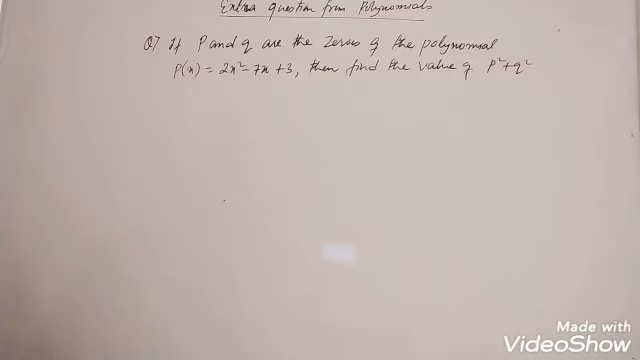 Extra question from Polynomials
Q7 If P and q are the zeros of the polynomial
P(x) = 2x² - 7x + 3, then find the value of P² + q²
Made with
VideoShow